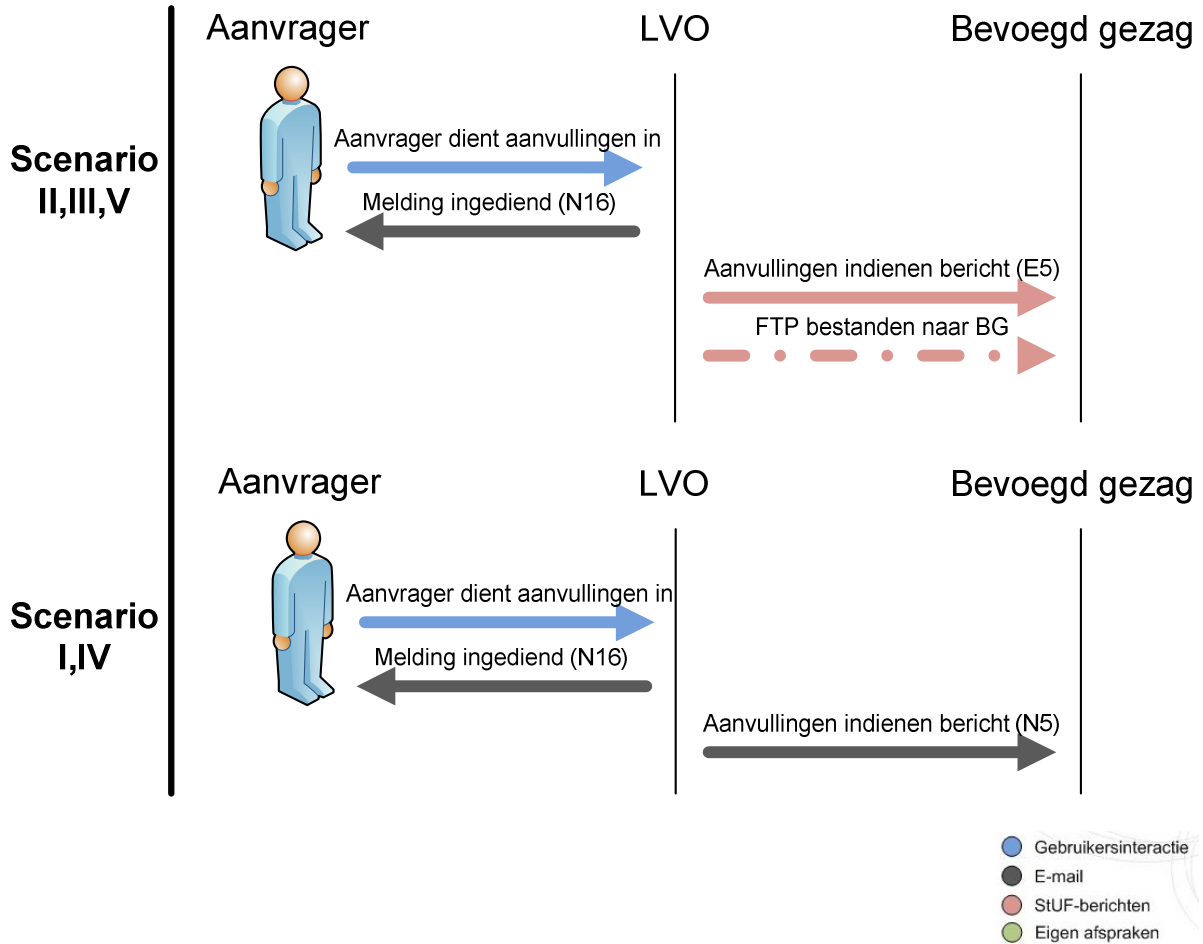 Aanvrager LVO Bevoegd gezag
Scenario
II,III,V
Aanvrager dient aanvullingen in
Melding ingediend (N16)
Aanvullingen indienen bericht (E5)
FTP bestanden naar BG
Aanvrager LVO Bevoegd gezag
Scenario
I,IV
Aanvrager dient aanvullingen in
Melding ingediend (N16)
Aanvullingen indienen bericht (N5)
Gebruikersinteractie
E-mail
StUF-berichten
Eigen afspraken